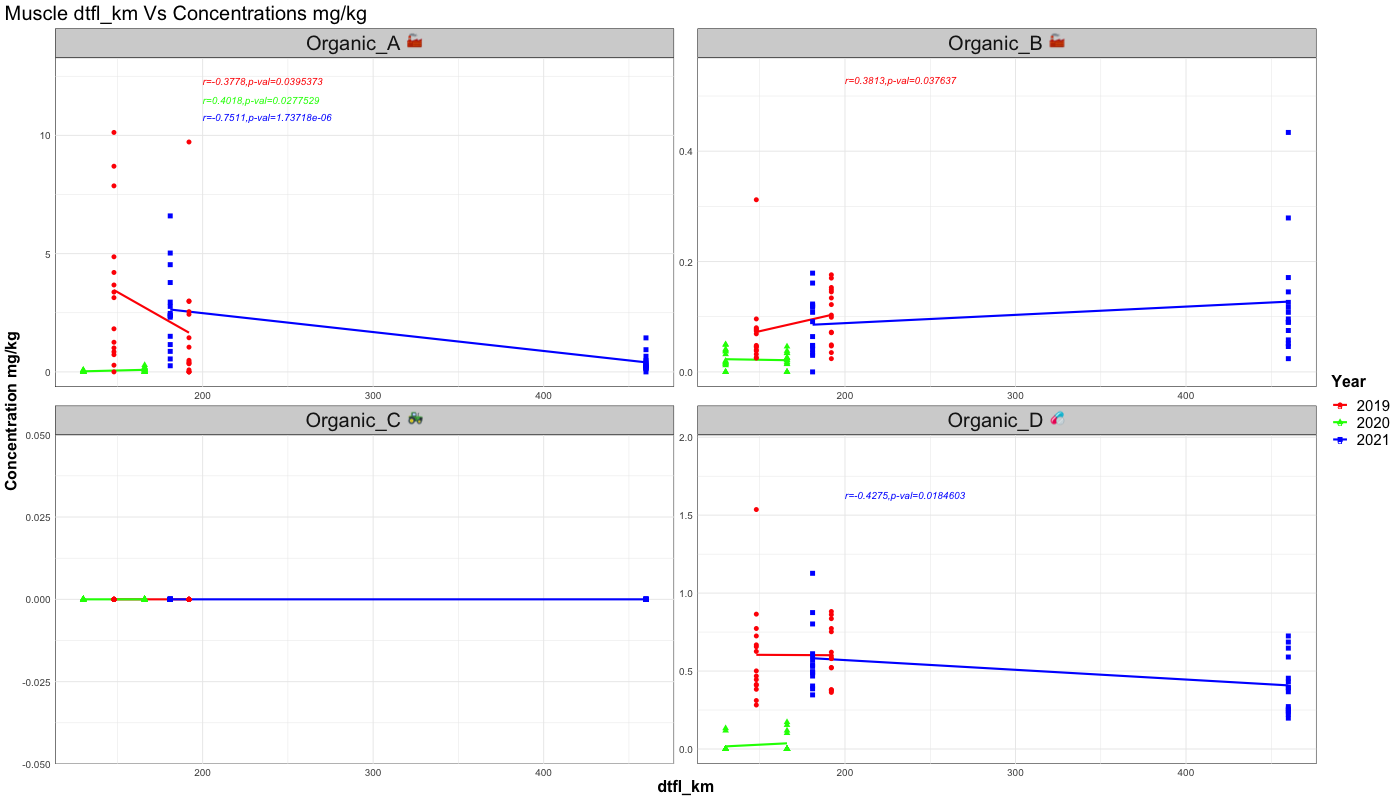 Muscle dtfl_km Vs Concentrations mg/kg
Organic_A
r=-0.3778,p-val=0.0395373
r=0.4018,p-val=0.0277529
r=-0.7511,p-val=1.73718e-06
10
5
0
200 300 400
Organic_B
r=0.3813,p-val=0.037637
0.4
0.2
0.0
200 300 400
Organic_C
0.050
0.025
0.000
-0.025
-0.050
200 300 400
Organic_D
r=-0.4275,p-val=0.0184603
2.0
1.5
1.0
0.5
0.0
200 300 400
Concentration mg/kg
dtfl_km
Year
2019
2020
2021